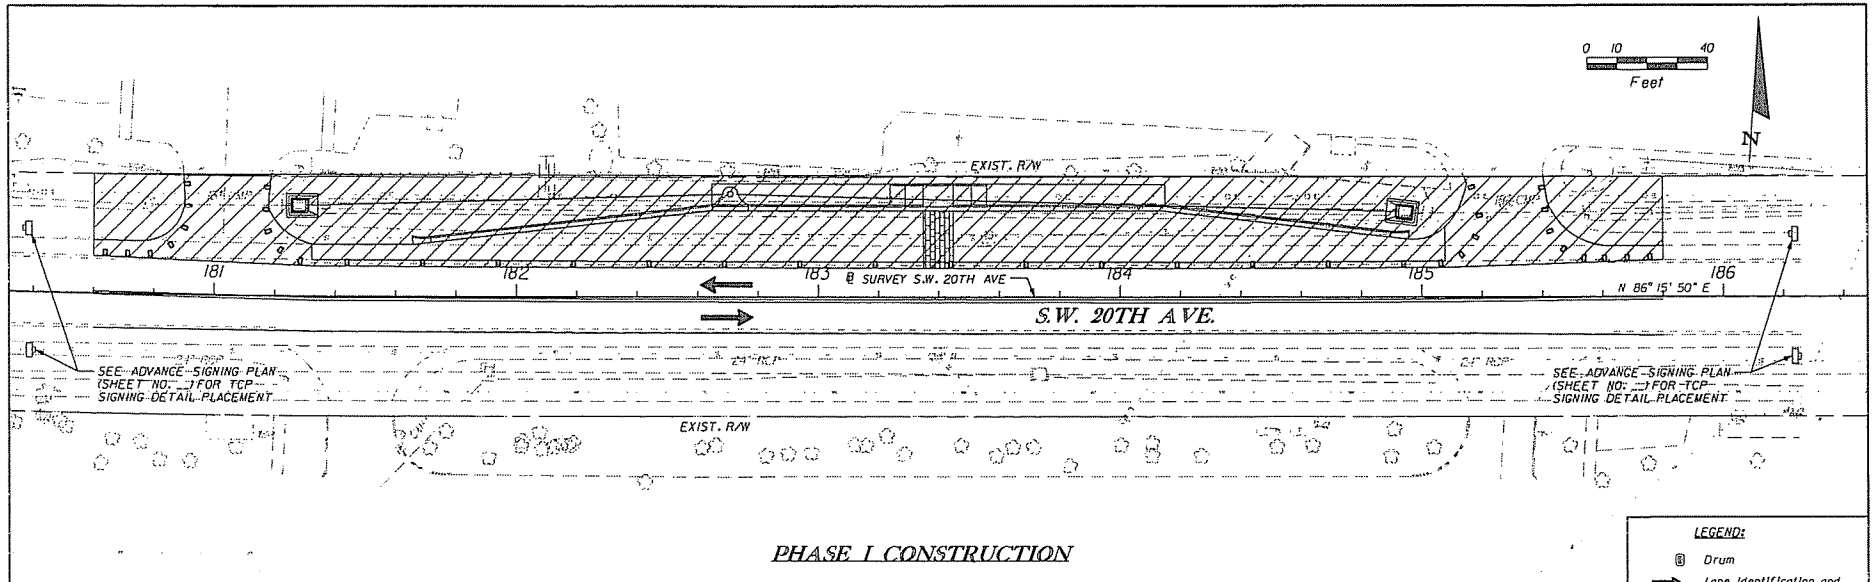 0 10 40
Feet
N
EXIST. R/W
181 182 183 184 185 186
℄ SURVEY S.W. 20TH AVE
N 86° 15' 50" E
S.W. 20TH AVE.
24" RCP
SEE ADVANCE SIGNING PLAN
(SHEET NO. __) FOR TCP
SIGNING DETAIL PLACEMENT
SEE ADVANCE SIGNING PLAN
(SHEET NO. __) FOR TCP
SIGNING DETAIL PLACEMENT
EXIST. R/W
PHASE I CONSTRUCTION
LEGEND:
Drum
Lane Identification and